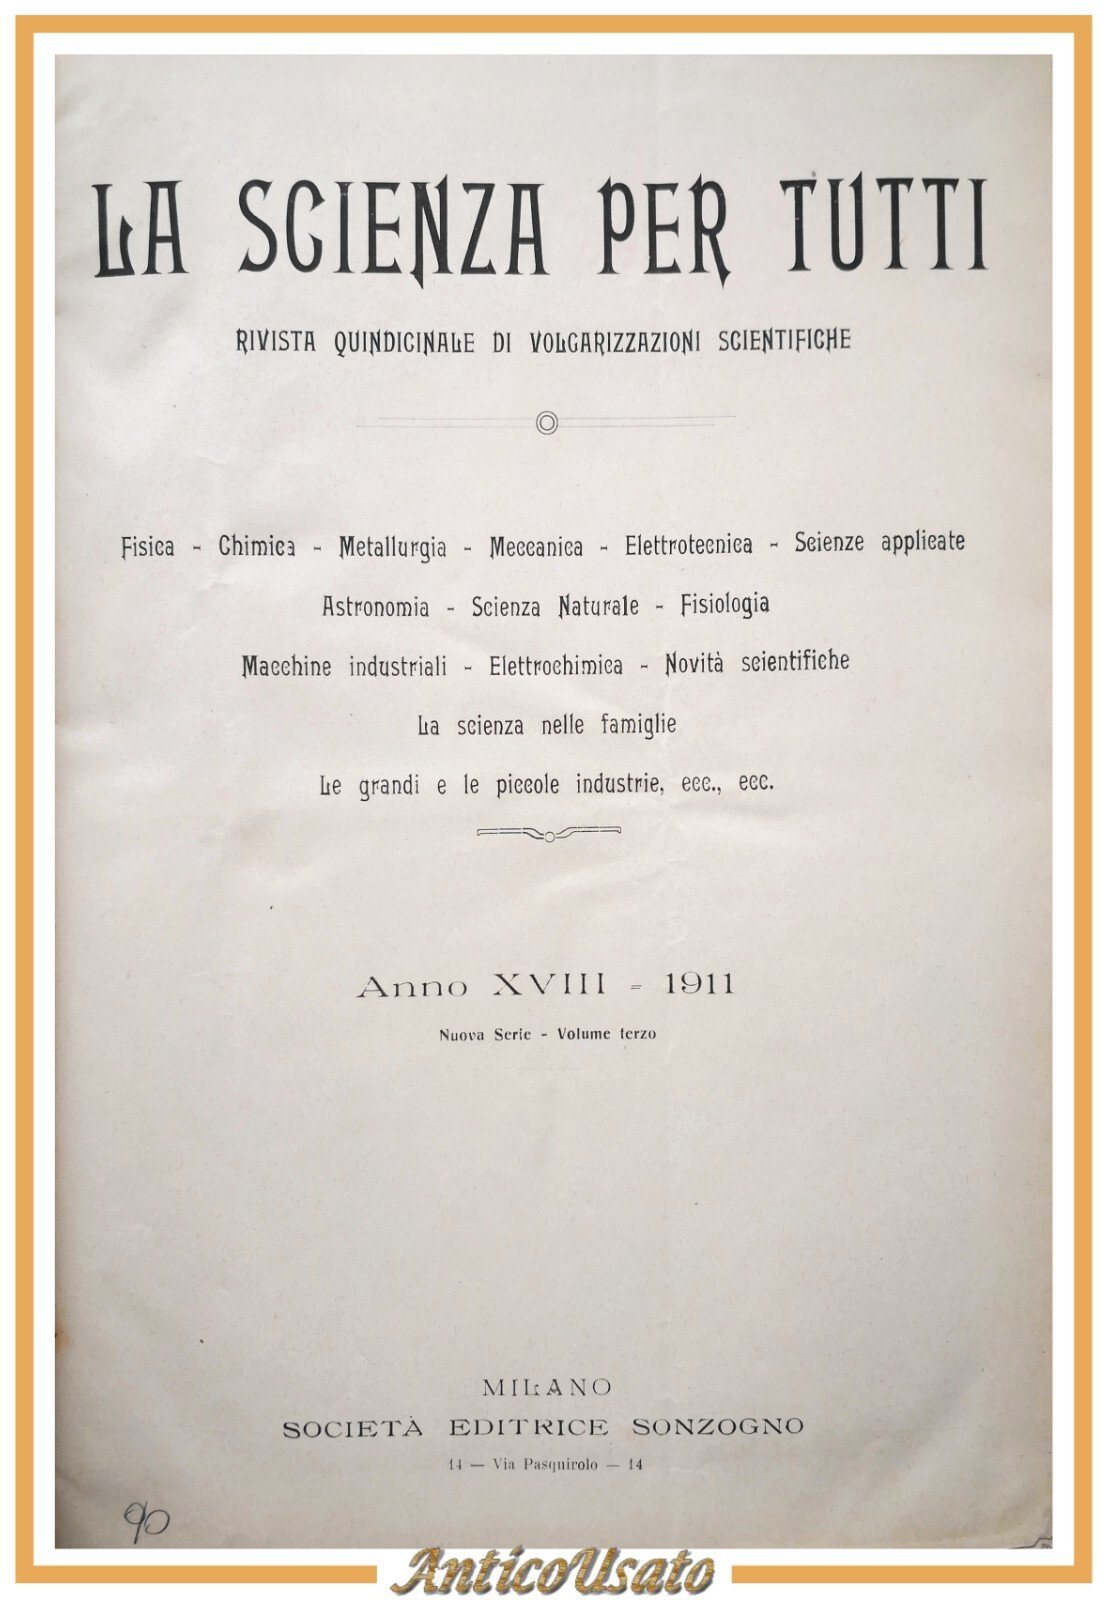 LA SCIENZA PER TUTTI
RIVISTA QUINDICINALE DI VOLGARIZZAZIONI SCIENTIFICHE
Fisica - Chimica - Metallurgia - Meccanica - Elettrotecnica - Scienze applicate
Astronomia - Scienza Naturale - Fisiologia
Macchine industriali - Elettrochimica - Novità scientifiche
La scienza nelle famiglie
Le grandi e le piccole industrie, ecc., ecc.
Anno XVIII = 1911
Nuova Serie - Volume terzo
MILANO
SOCIETÀ EDITRICE SONZOGNO
14 — Via Pasquirolo — 14
90
AnticoUsato